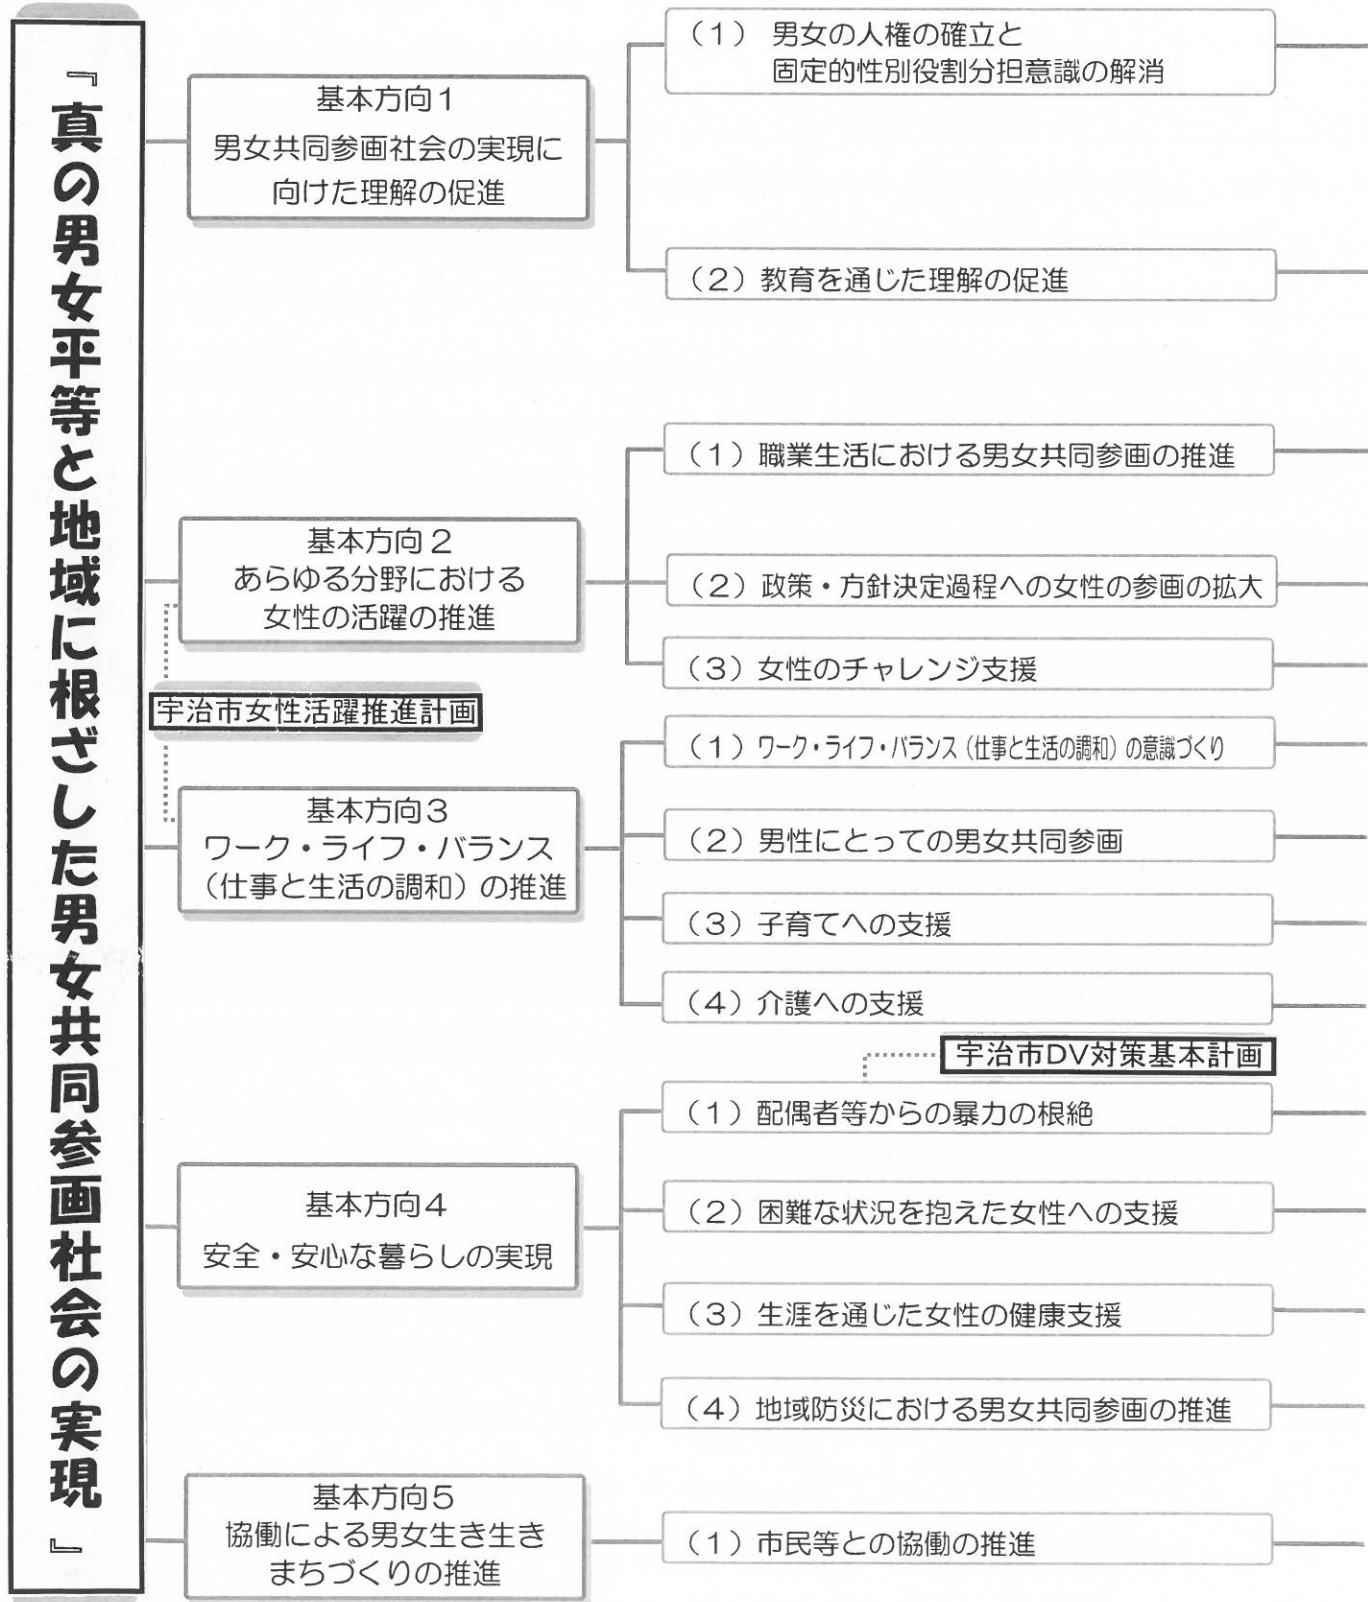 『真の男女平等と地域に根ざした男女共同参画社会の実現』
基本方向1
男女共同参画社会の実現に
向けた理解の促進
（1） 男女の人権の確立と
固定的性別役割分担意識の解消
（2）教育を通じた理解の促進
基本方向2
あらゆる分野における
女性の活躍の推進
（1）職業生活における男女共同参画の推進
（2）政策・方針決定過程への女性の参画の拡大
（3）女性のチャレンジ支援
宇治市女性活躍推進計画
基本方向3
ワーク・ライフ・バランス
（仕事と生活の調和）の推進
（1）ワーク・ライフ・バランス（仕事と生活の調和）の意識づくり
（2）男性にとっての男女共同参画
（3）子育てへの支援
（4）介護への支援
宇治市DV対策基本計画
基本方向4
安全・安心な暮らしの実現
（1）配偶者等からの暴力の根絶
（2）困難な状況を抱えた女性への支援
（3）生涯を通じた女性の健康支援
（4）地域防災における男女共同参画の推進
基本方向5
協働による男女生き生き
まちづくりの推進
（1）市民等との協働の推進